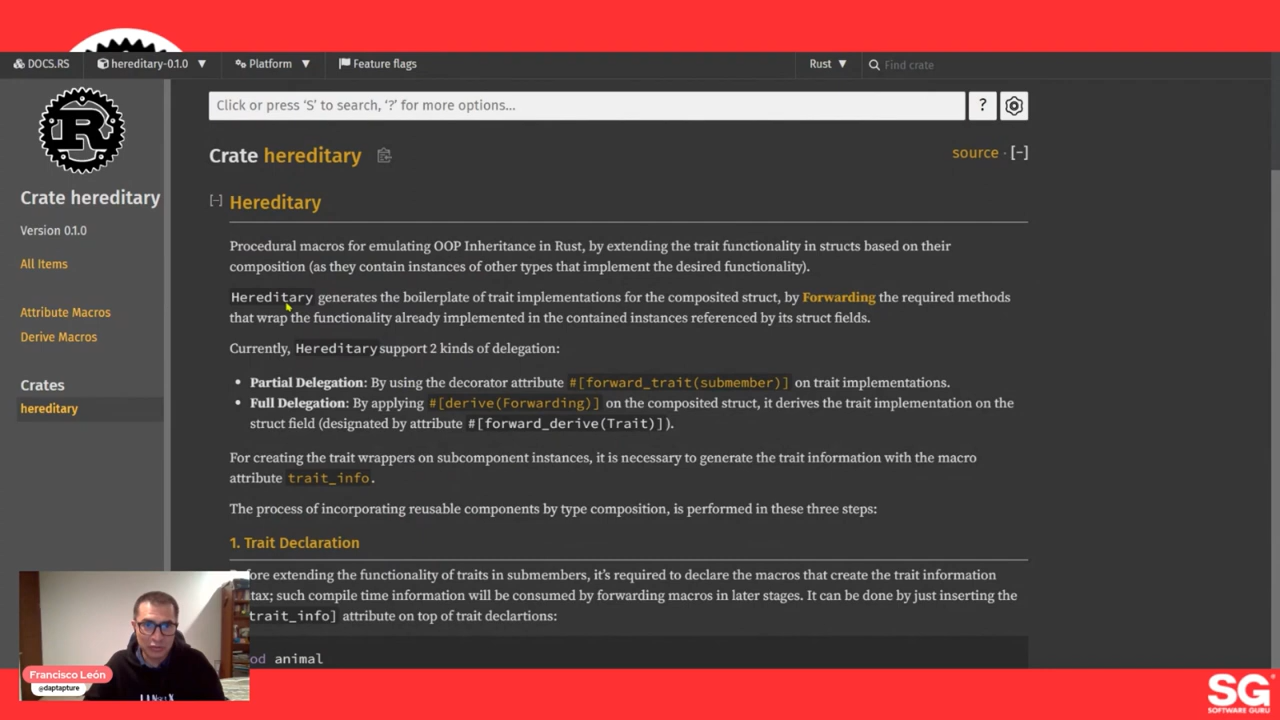 DOCS.RS hereditary-0.1.0 Platform Feature flags Rust Find crate
Click or press ‘S’ to search, ‘?’ for more options…
?
Crate hereditary
source · [-]
Crate hereditary
Version 0.1.0
All Items
Attribute Macros
Derive Macros
Crates
hereditary
[-] Hereditary
Procedural macros for emulating OOP Inheritance in Rust, by extending the trait functionality in structs based on their
composition (as they contain instances of other types that implement the desired functionality).
Hereditary generates the boilerplate of trait implementations for the composited struct, by Forwarding the required methods
that wrap the functionality already implemented in the contained instances referenced by its struct fields.
Currently, Hereditary support 2 kinds of delegation:
• Partial Delegation: By using the decorator attribute #[forward_trait(submember)] on trait implementations.
• Full Delegation: By applying #[derive(Forwarding)] on the composited struct, it derives the trait implementation on the
struct field (designated by attribute #[forward_derive(Trait)]).
For creating the trait wrappers on subcomponent instances, it is necessary to generate the trait information with the macro
attribute trait_info.
The process of incorporating reusable components by type composition, is performed in these three steps:
1. Trait Declaration
fore extending the functionality of traits in submembers, it’s required to declare the macros that create the trait information
tax; such compile time information will be consumed by forwarding macros in later stages. It can be done by just inserting the
trait_info] attribute on top of trait declartions:
od animal
Francisco León
@daptapture
SG
SOFTWARE GURU